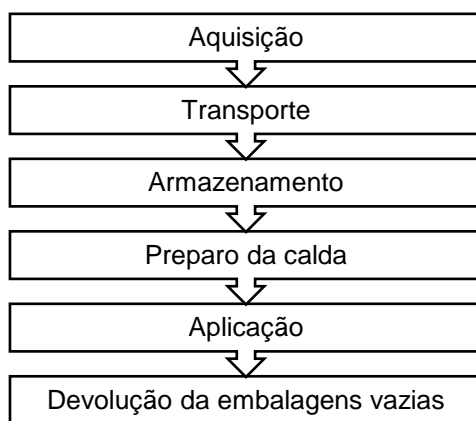 Aquisição
Transporte
Armazenamento
Preparo da calda
Aplicação
Devolução da embalagens vazias